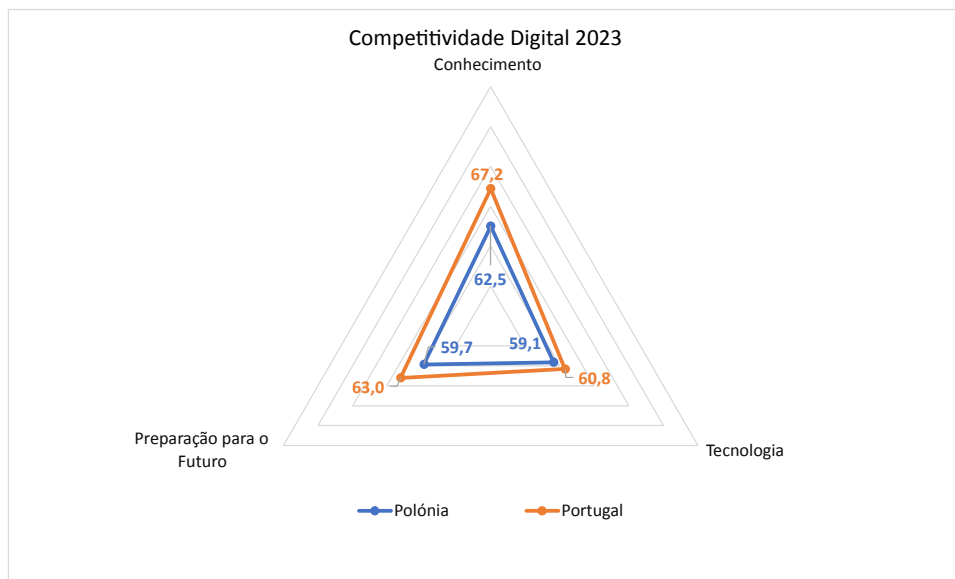 Competitividade Digital 2023
Conhecimento
67,2
62,5
59,7
59,1
63,0
60,8
Preparação para o
Futuro
Tecnologia
Polónia
Portugal